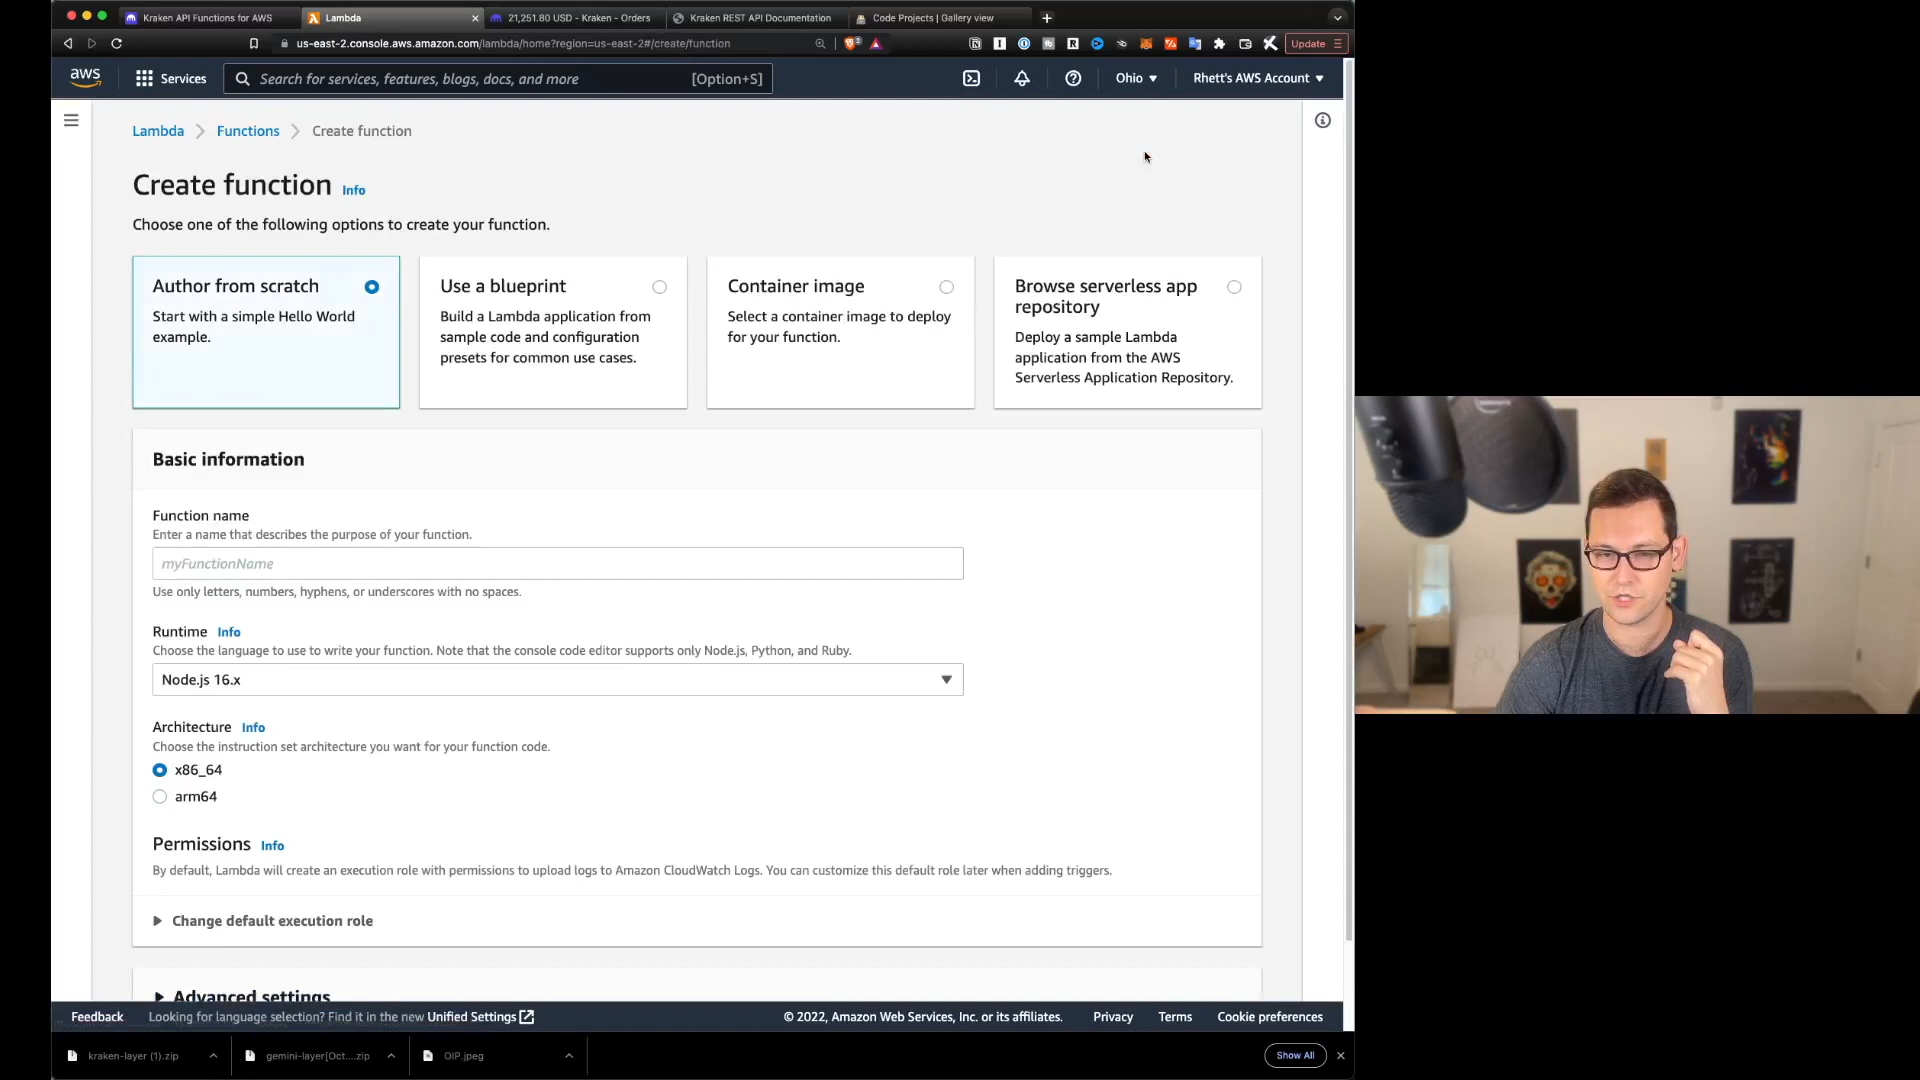 Kraken API Functions for AWS
Lambda
21,251.80 USD - Kraken - Orders
Kraken REST API Documentation
Code Projects | Gallery view
us-east-2.console.aws.amazon.com/lambda/home?region=us-east-2#/create/function
Update
aws
Services
Search for services, features, blogs, docs, and more
[Option+S]
Ohio
Rhett's AWS Account
Lambda
Functions
Create function
Create function
Info
Choose one of the following options to create your function.
Author from scratch
Start with a simple Hello World
example.
Use a blueprint
Build a Lambda application from
sample code and configuration
presets for common use cases.
Container image
Select a container image to deploy
for your function.
Browse serverless app
repository
Deploy a sample Lambda
application from the AWS
Serverless Application Repository.
Basic information
Function name
Enter a name that describes the purpose of your function.
myFunctionName
Use only letters, numbers, hyphens, or underscores with no spaces.
Runtime Info
Choose the language to use to write your function. Note that the console code editor supports only Node.js, Python, and Ruby.
Node.js 16.x
Architecture Info
Choose the instruction set architecture you want for your function code.
x86_64
arm64
Permissions Info
By default, Lambda will create an execution role with permissions to upload logs to Amazon CloudWatch Logs. You can customize this default role later when adding triggers.
Change default execution role
Advanced settings
Feedback
Looking for language selection? Find it in the new Unified Settings
© 2022, Amazon Web Services, Inc. or its affiliates.
Privacy
Terms
Cookie preferences
kraken-layer (1).zip
gemini-layer[Oct....zip
OIP.jpeg
Show All